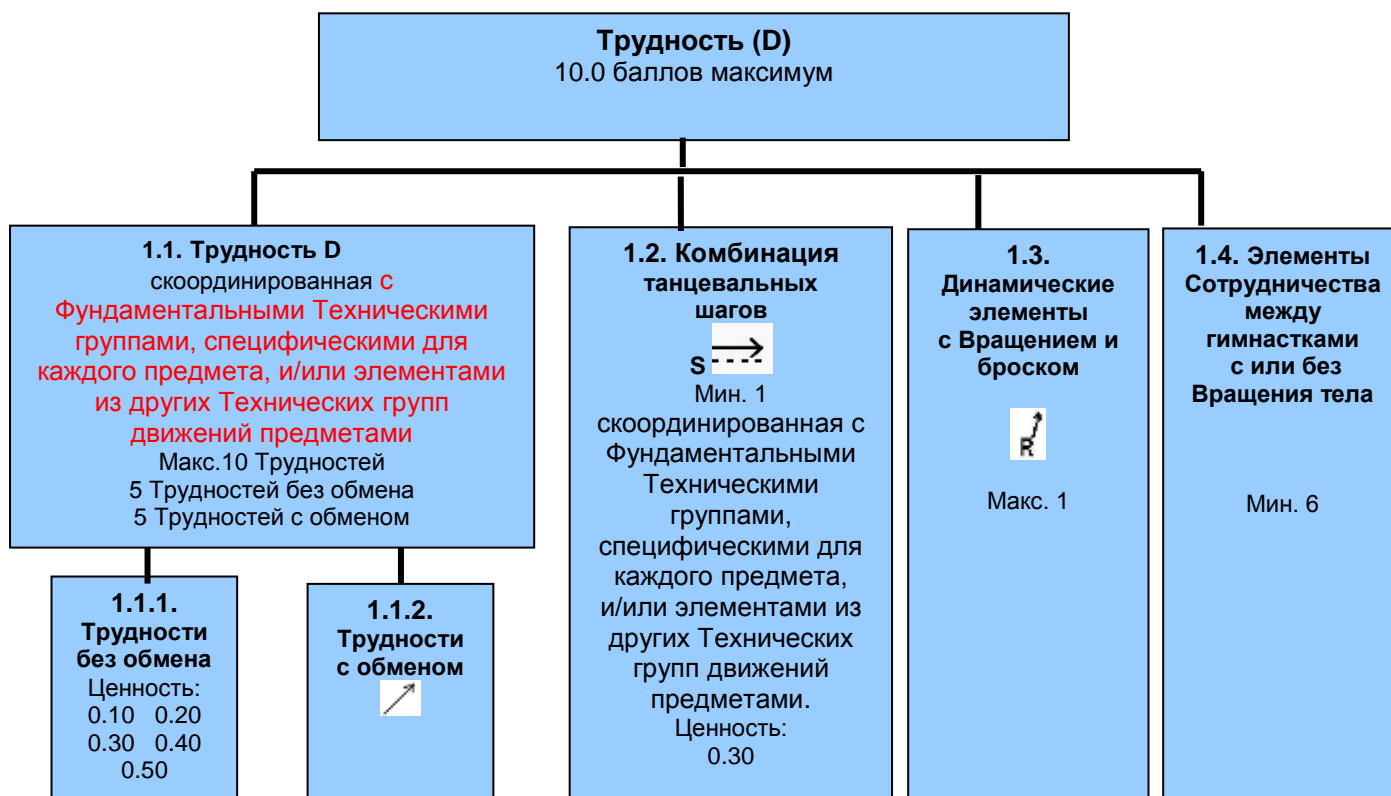 Трудность (D)
10.0 баллов максимум
1.1. Трудность D
скоординированная с
Фундаментальными Техническими
группами, специфическими для
каждого предмета, и/или элементами
из других Технических групп
движений предметами
Макс.10 Трудностей
5 Трудностей без обмена
5 Трудностей с обменом
1.1.1.
Трудности
без обмена
Ценность:
0.10 0.20
0.30 0.40
0.50
1.1.2.
Трудности
с обменом
1.2. Комбинация
танцевальных
шагов
S
Мин. 1
скоординированная с
Фундаментальными
Техническими
группами,
специфическими для
каждого предмета,
и/или элементами из
других Технических
групп движений
предметами.
Ценность:
0.30
1.3.
Динамические
элементы
с Вращением и
броском
R
Макс. 1
1.4. Элементы
Сотрудничества
между
гимнастками
с или без
Вращения тела
Мин. 6